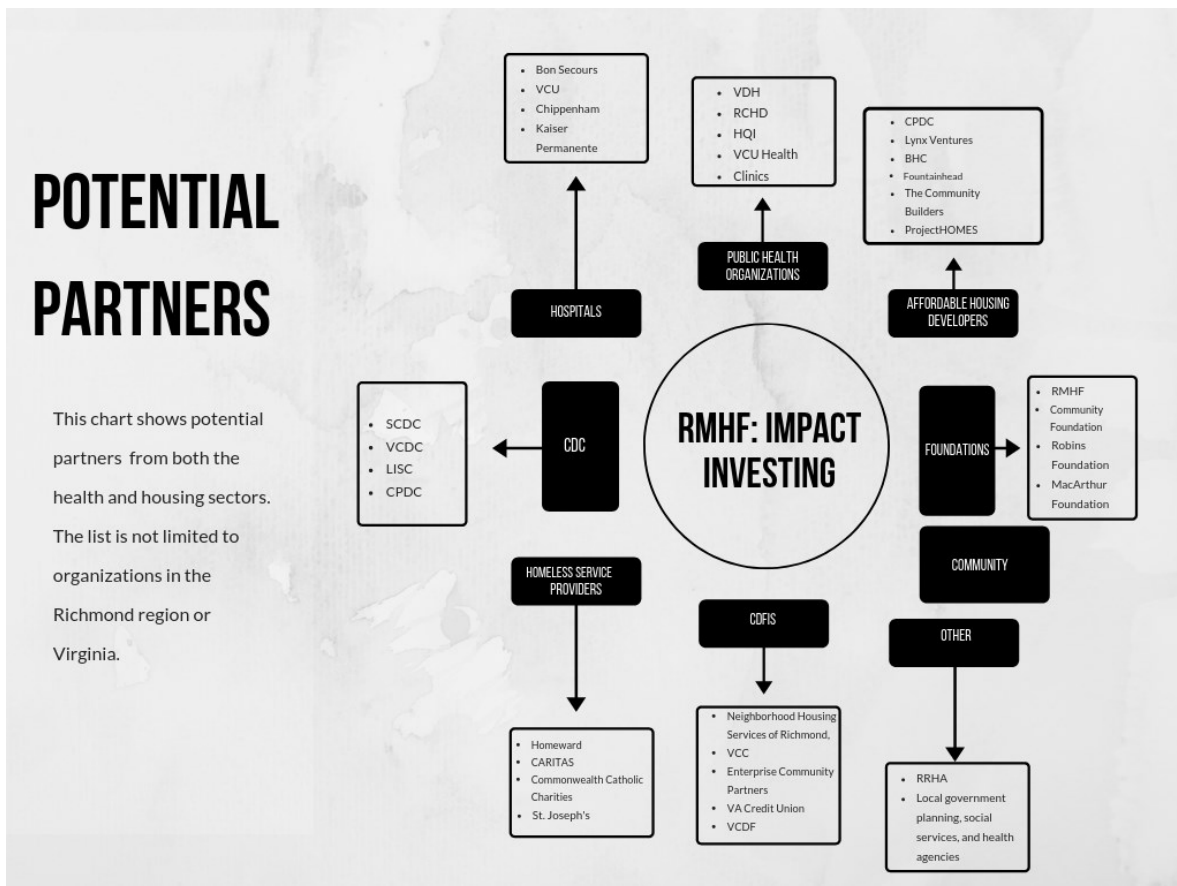 POTENTIAL
PARTNERS
This chart shows potential
partners from both the
health and housing sectors.
The list is not limited to
organizations in the
Richmond region or
Virginia.
• Bon Secours
• VCU
• Chippenham
• Kaiser
Permanente
HOSPITALS
• VDH
• RCHD
• HQI
• VCU Health
• Clinics
PUBLIC HEALTH
ORGANIZATIONS
• CPDC
• Lynx Ventures
• BHC
• Fountainhead
• The Community
Builders
• ProjectHOMES
AFFORDABLE HOUSING
DEVELOPERS
• SCDC
• VCDC
• LISC
• CPDC
CDC
RMHF: IMPACT
INVESTING
FOUNDATIONS
• RMHF
• Community
Foundation
• Robins
Foundation
• MacArthur
Foundation
COMMUNITY
HOMELESS SERVICE
PROVIDERS
• Homeward
• CARITAS
• Commonwealth Catholic
Charities
• St. Joseph's
CDFIS
• Neighborhood Housing
Services of Richmond,
• VCC
• Enterprise Community
Partners
• VA Credit Union
• VCDF
OTHER
• RRHA
• Local government
planning, social
services, and health
agencies